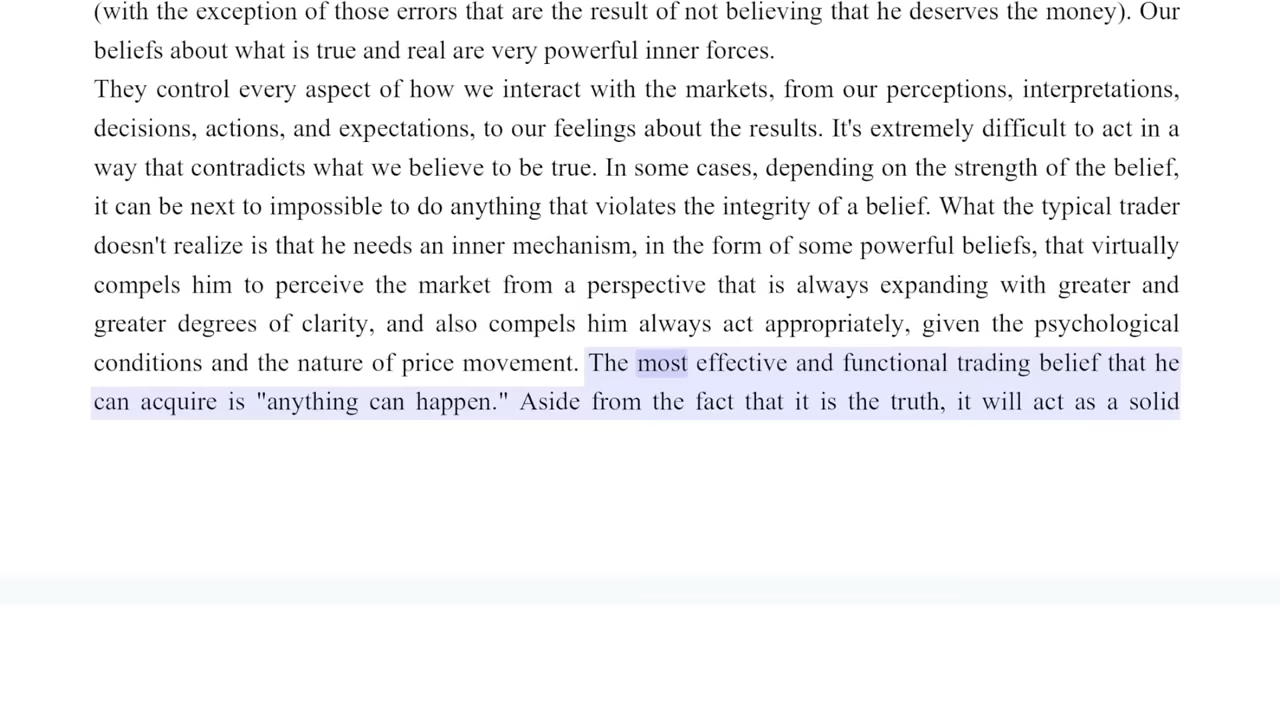 (with the exception of those errors that are the result of not believing that he deserves the money). Our
beliefs about what is true and real are very powerful inner forces.
They control every aspect of how we interact with the markets, from our perceptions, interpretations,
decisions, actions, and expectations, to our feelings about the results. It's extremely difficult to act in a
way that contradicts what we believe to be true. In some cases, depending on the strength of the belief,
it can be next to impossible to do anything that violates the integrity of a belief. What the typical trader
doesn't realize is that he needs an inner mechanism, in the form of some powerful beliefs, that virtually
compels him to perceive the market from a perspective that is always expanding with greater and
greater degrees of clarity, and also compels him always act appropriately, given the psychological
conditions and the nature of price movement. The most effective and functional trading belief that he
can acquire is "anything can happen." Aside from the fact that it is the truth, it will act as a solid